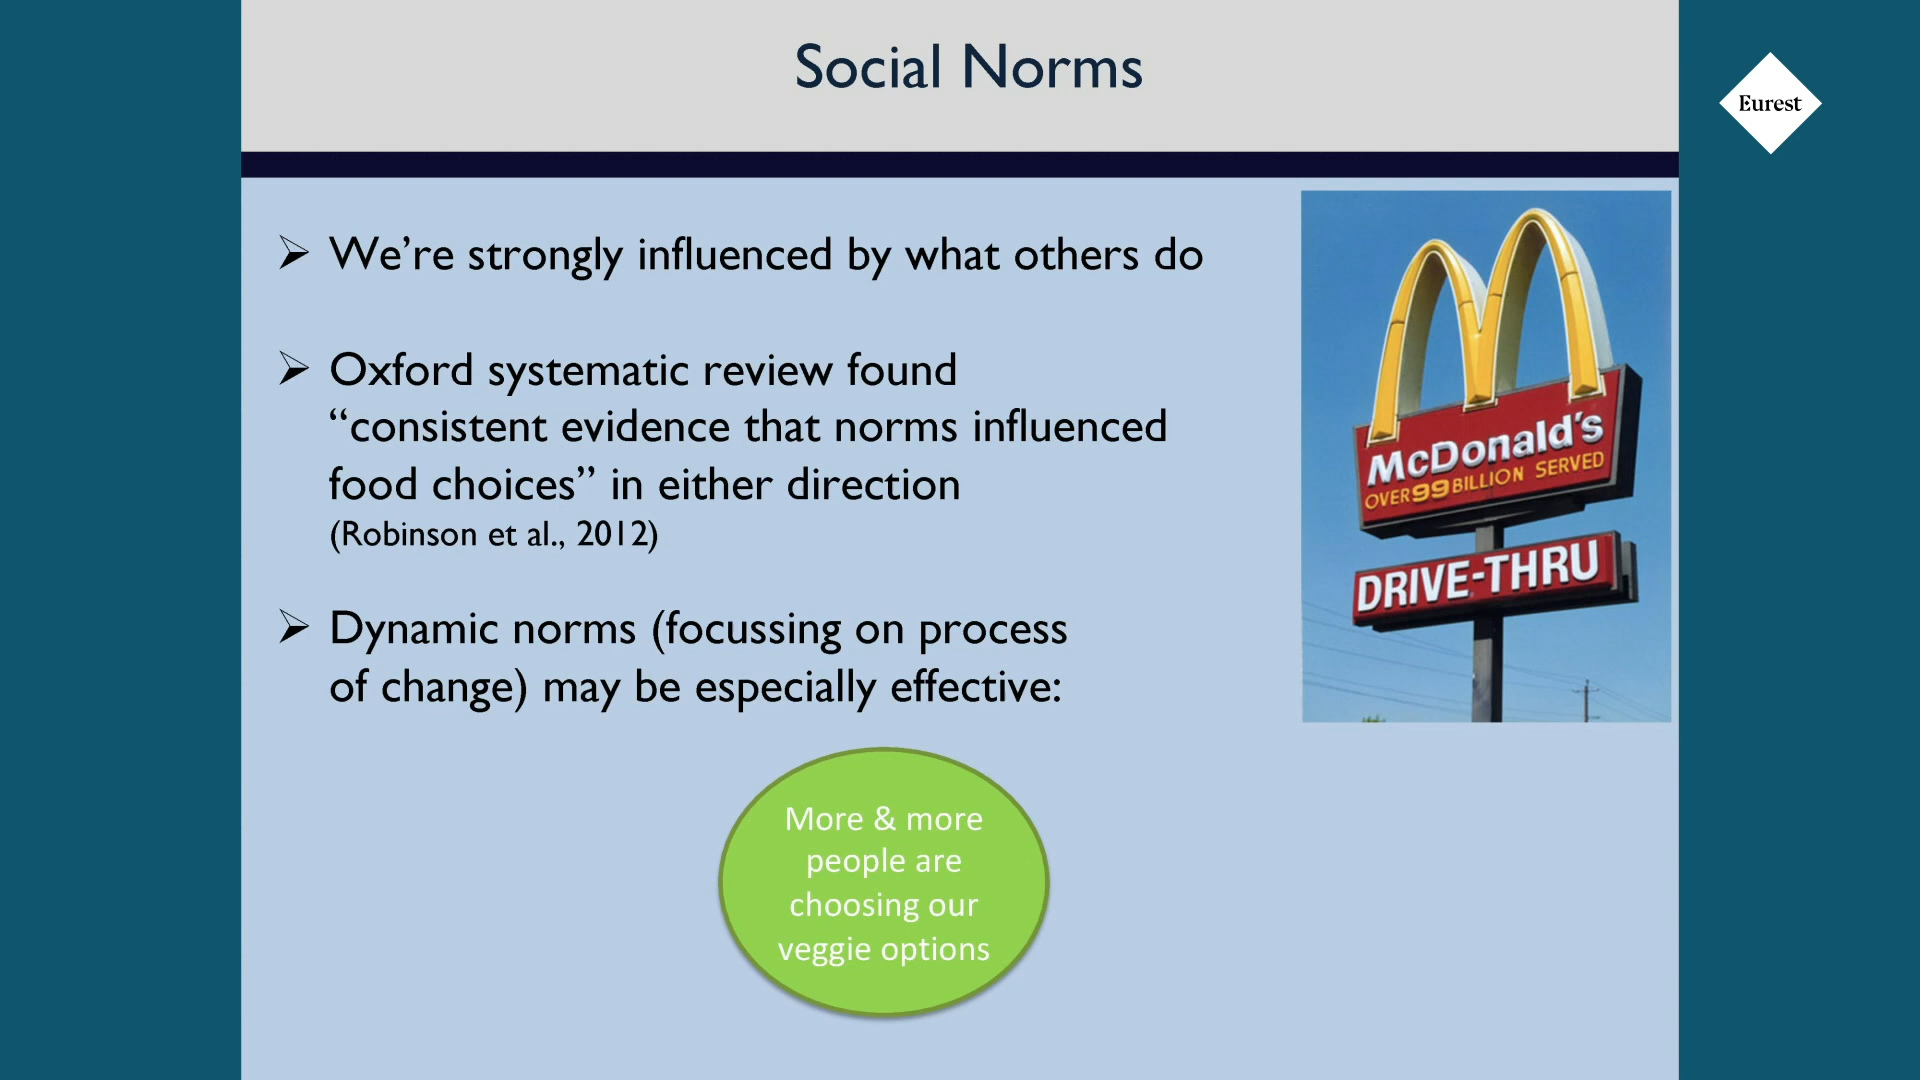 Social Norms
Eurest
➢ We’re strongly influenced by what others do
➢ Oxford systematic review found
“consistent evidence that norms influenced
food choices” in either direction
(Robinson et al., 2012)
➢ Dynamic norms (focussing on process
of change) may be especially effective:
McDonald's
OVER 99 BILLION SERVED
DRIVE-THRU
More & more
people are
choosing our
veggie options